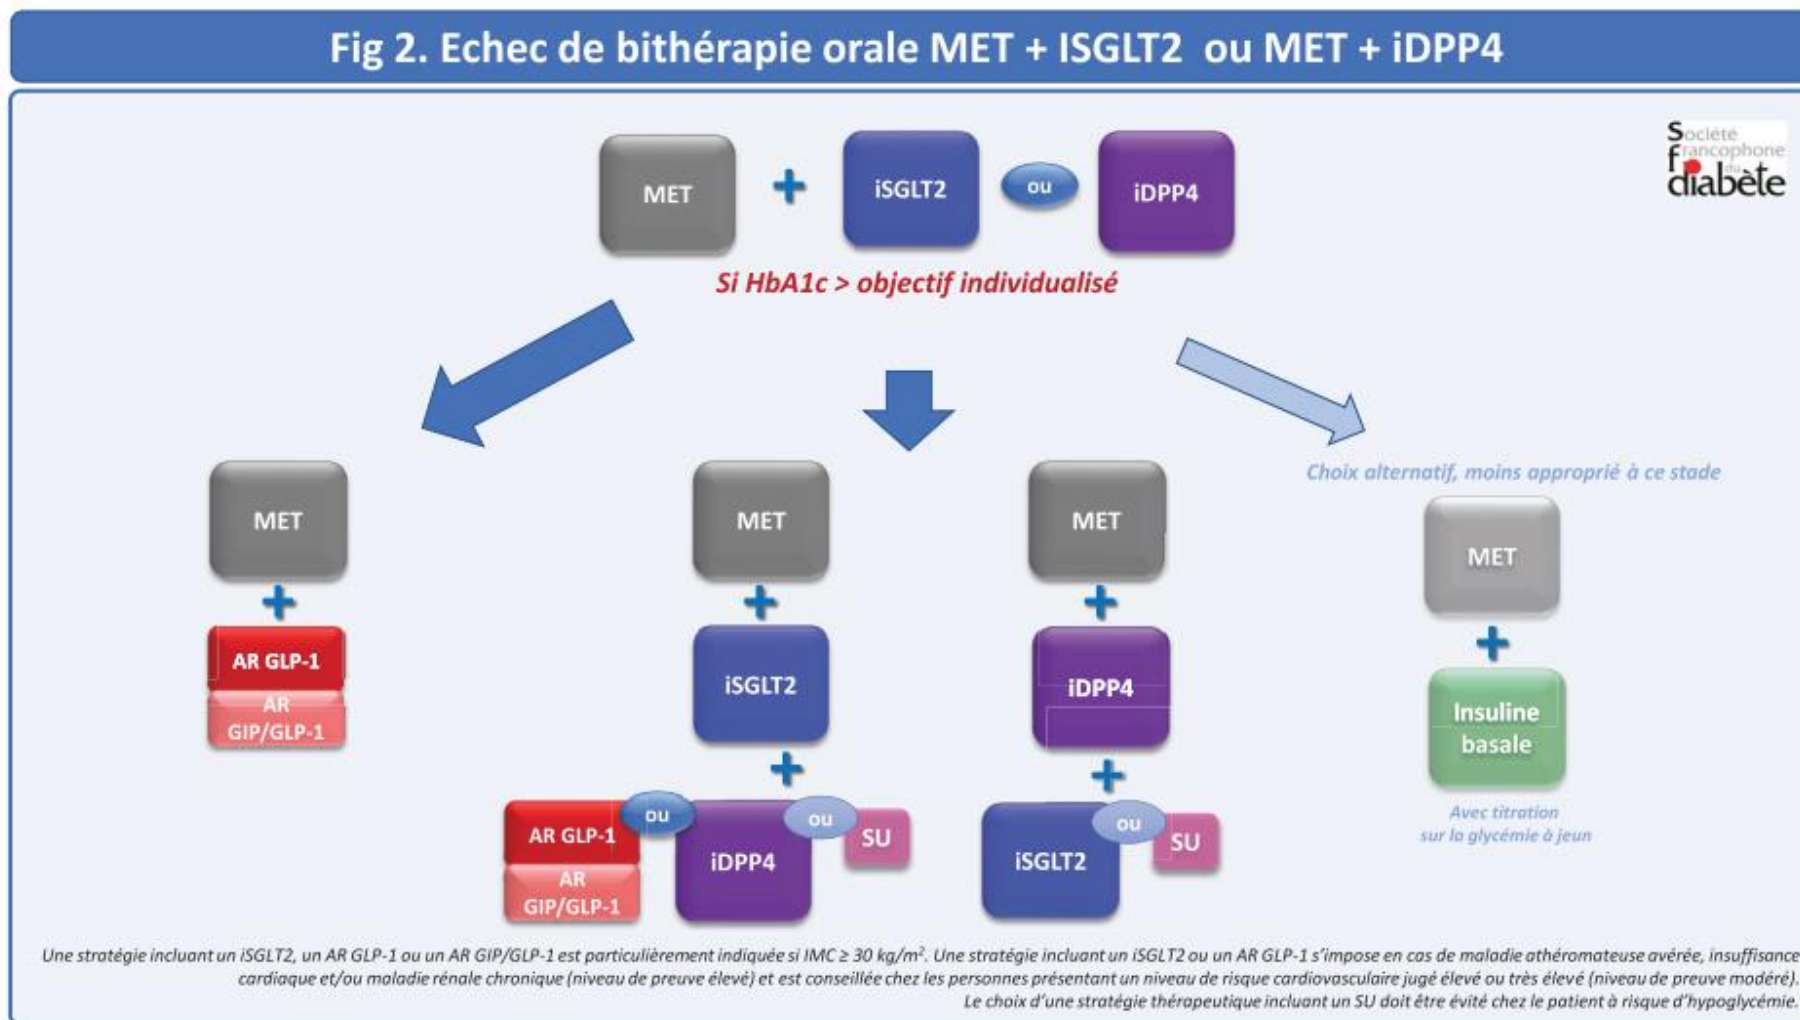 Fig 2. Echec de bithérapie orale MET + ISGLT2 ou MET + iDPP4
Société
francophone
du
diabète
MET + iSGLT2 ou iDPP4
Si HbA1c > objectif individualisé
Choix alternatif, moins approprié à ce stade
MET
+
AR GLP-1
AR
GIP/GLP-1
MET
+
iSGLT2
+
AR GLP-1
AR
GIP/GLP-1
ou
iDPP4
ou
SU
MET
+
iDPP4
+
iSGLT2
ou
SU
MET
+
Insuline
basale
Avec titration
sur la glycémie à jeun
Une stratégie incluant un iSGLT2, un AR GLP-1 ou un AR GIP/GLP-1 est particulièrement indiquée si IMC ≥ 30 kg/m². Une stratégie incluant un iSGLT2 ou un AR GLP-1 s'impose en cas de maladie athéromateuse avérée, insuffisance
cardiaque et/ou maladie rénale chronique (niveau de preuve élevé) et est conseillée chez les personnes présentant un niveau de risque cardiovasculaire jugé élevé ou très élevé (niveau de preuve modéré).
Le choix d'une stratégie thérapeutique incluant un SU doit être évité chez le patient à risque d'hypoglycémie.